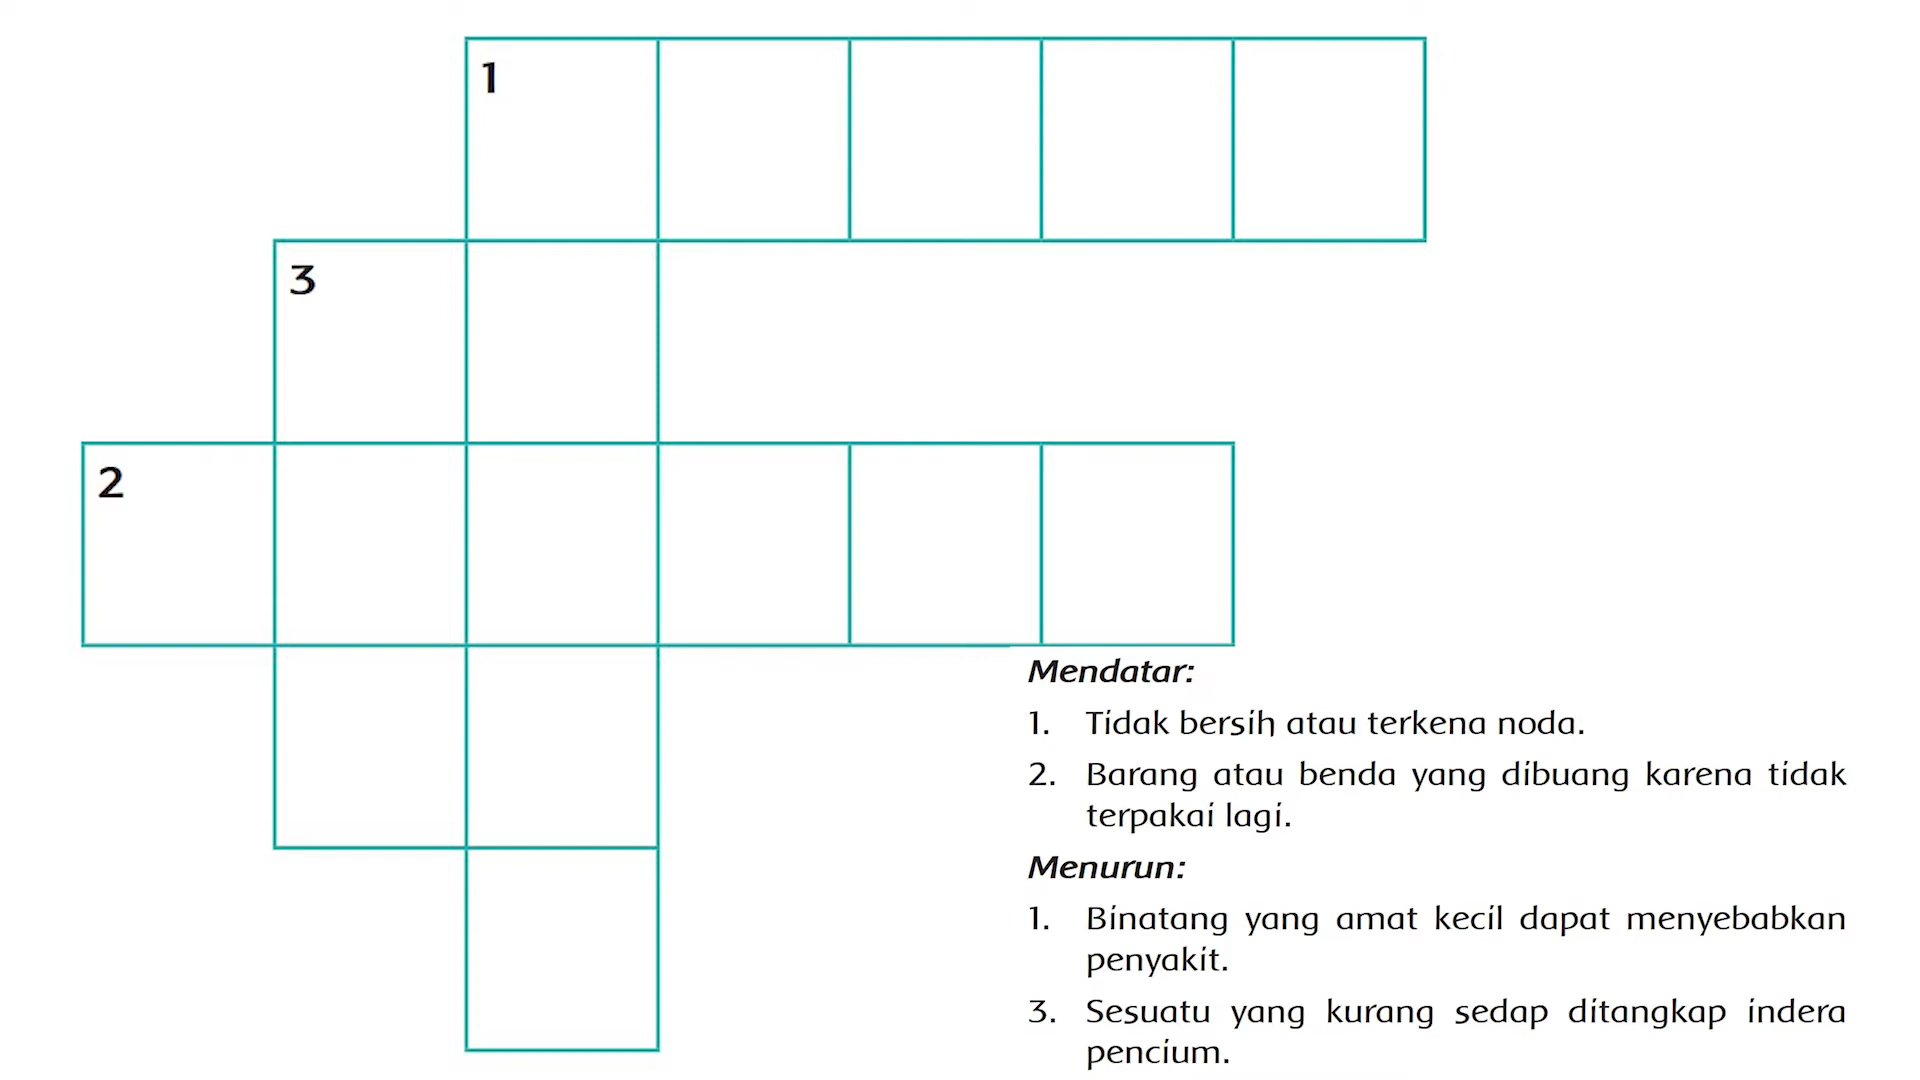 1
3
2
Mendatar:
1. Tidak bersih atau terkena noda.
2. Barang atau benda yang dibuang karena tidak
terpakai lagi.
Menurun:
1. Binatang yang amat kecil dapat menyebabkan
penyakit.
3. Sesuatu yang kurang sedap ditangkap indera
pencium.